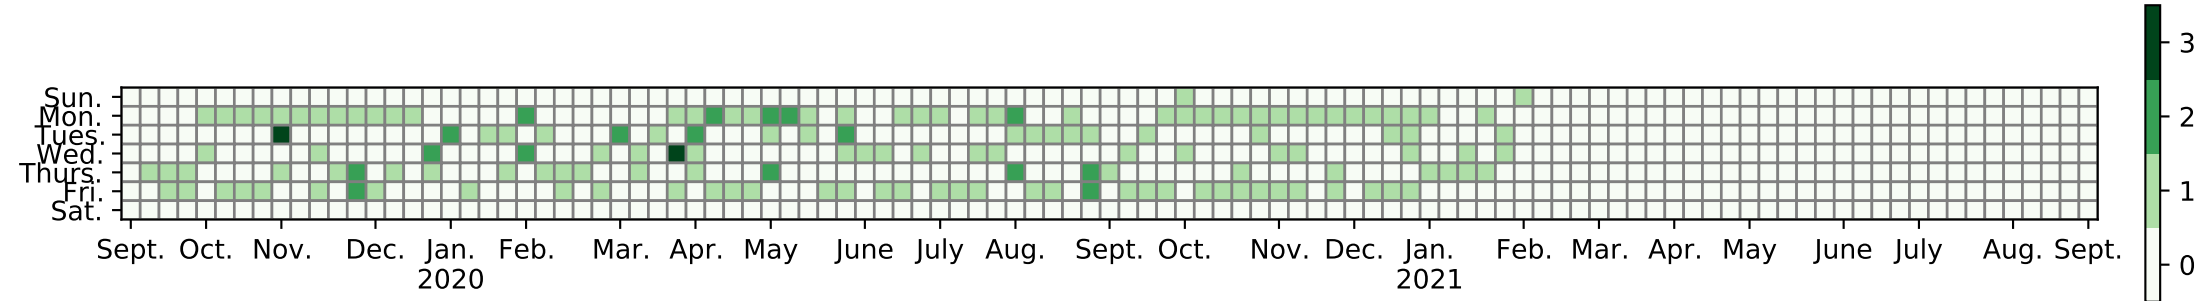 Sun.
Mon.
Tues.
Wed.
Thurs.
Fri.
Sat.
Sept. Oct. Nov. Dec. Jan. Feb. Mar. Apr. May June July Aug. Sept. Oct. Nov. Dec. Jan. Feb. Mar. Apr. May June July Aug. Sept.
2020 2021
3
2
1
0